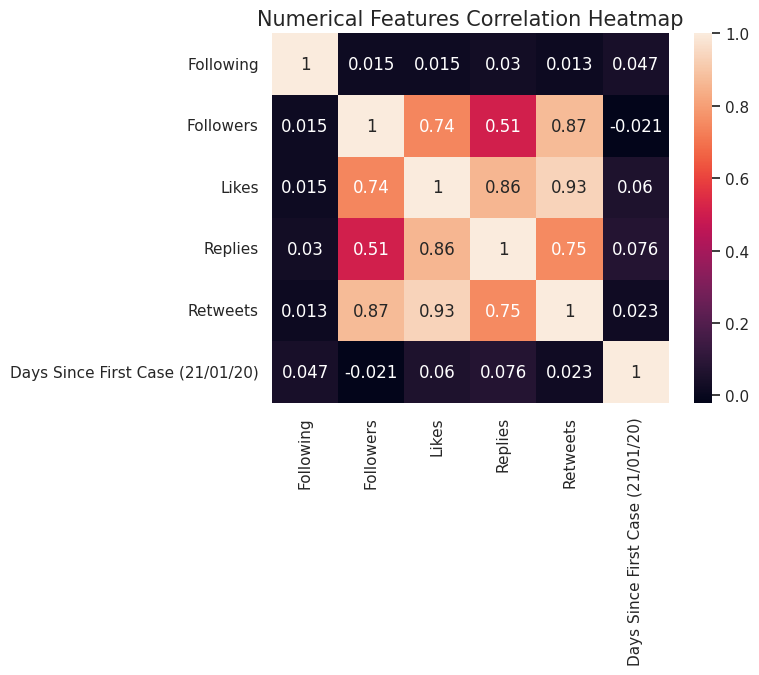 Numerical Features Correlation Heatmap
Following 1 0.015 0.015 0.03 0.013 0.047
Followers 0.015 1 0.74 0.51 0.87 -0.021
Likes 0.015 0.74 1 0.86 0.93 0.06
Replies 0.03 0.51 0.86 1 0.75 0.076
Retweets 0.013 0.87 0.93 0.75 1 0.023
Days Since First Case (21/01/20) 0.047 -0.021 0.06 0.076 0.023 1
Following
Followers
Likes
Replies
Retweets
Days Since First Case (21/01/20)
1.0
0.8
0.6
0.4
0.2
0.0